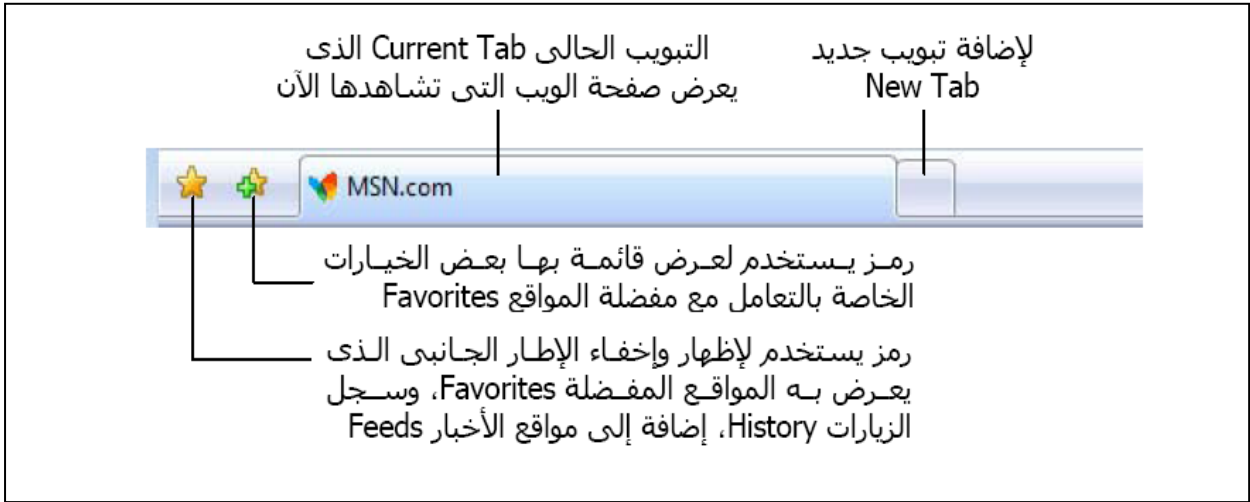 لإضافة تبويب جديد
New Tab
التبويب الحالى Current Tab الذى
يعرض صفحة الويب التى تشاهدها الآن
MSN.com
رمز يستخدم لعرض قائمة بها بعض الخيارات
الخاصة بالتعامل مع مفضلة المواقع Favorites
رمز يستخدم لإظهار وإخفاء الإطار الجانبى الذى
يعرض به المواقع المفضلة Favorites، وسجل
الزيارات History، إضافة إلى مواقع الأخبار Feeds